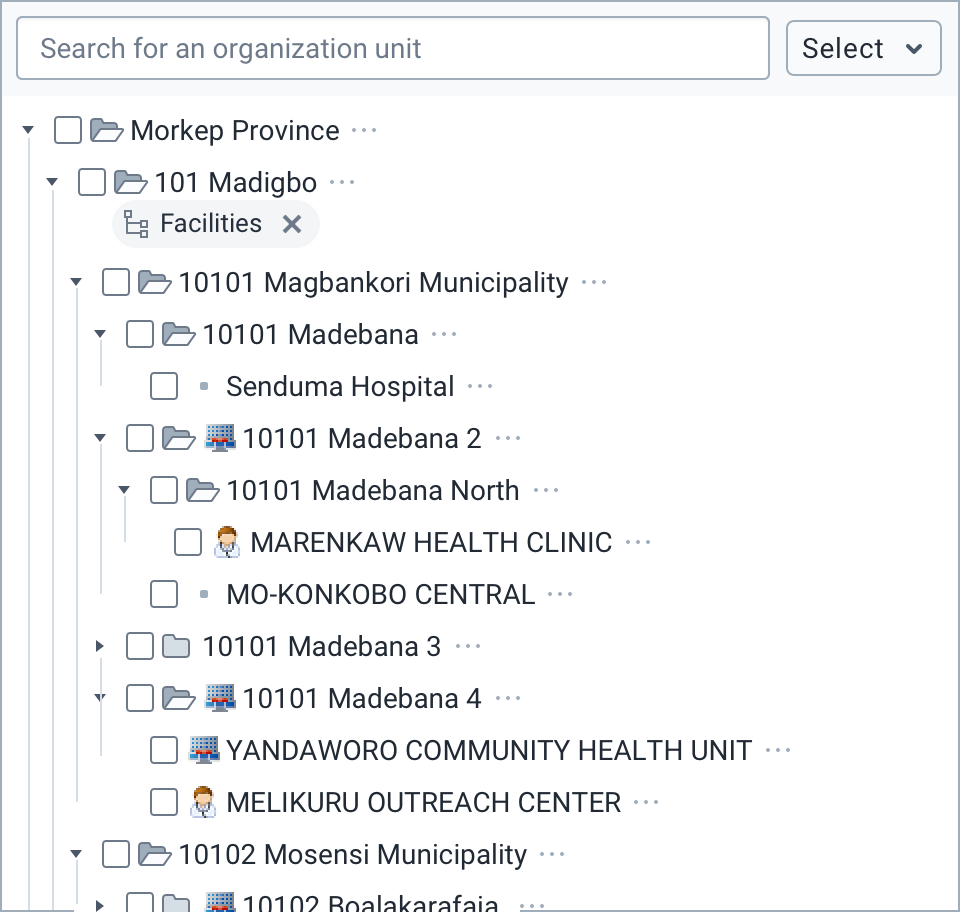 Search for an organization unit
Select
Morkep Province ...
101 Madigbo ...
Facilities
10101 Magbankori Municipality ...
10101 Madebana ...
Senduma Hospital ...
10101 Madebana 2 ...
10101 Madebana North ...
MARENKAW HEALTH CLINIC ...
MO-KONKOBO CENTRAL ...
10101 Madebana 3 ...
10101 Madebana 4 ...
YANDAWORO COMMUNITY HEALTH UNIT ...
MELIKURU OUTREACH CENTER ...
10102 Mosensi Municipality ...
10102 Boalakarafaia ...